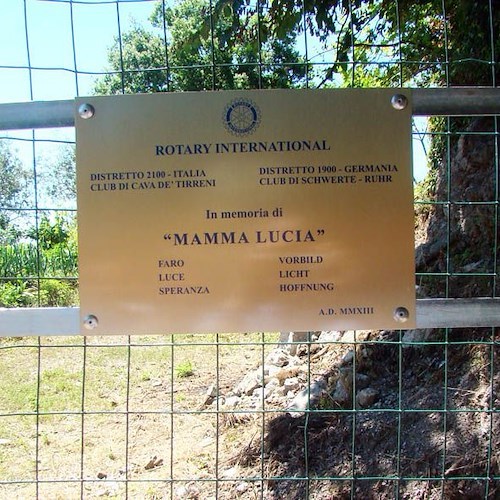 ROTARY INTERNATIONAL
DISTRETTO 2100 - ITALIA
CLUB DI CAVA DE' TIRRENI
DISTRETTO 1900 - GERMANIA
CLUB DI SCHWERTE - RUHR
In memoria di
"MAMMA LUCIA"
FARO
LUCE
SPERANZA
VORBILD
LICHT
HOFFNUNG
A.D. MMXIII